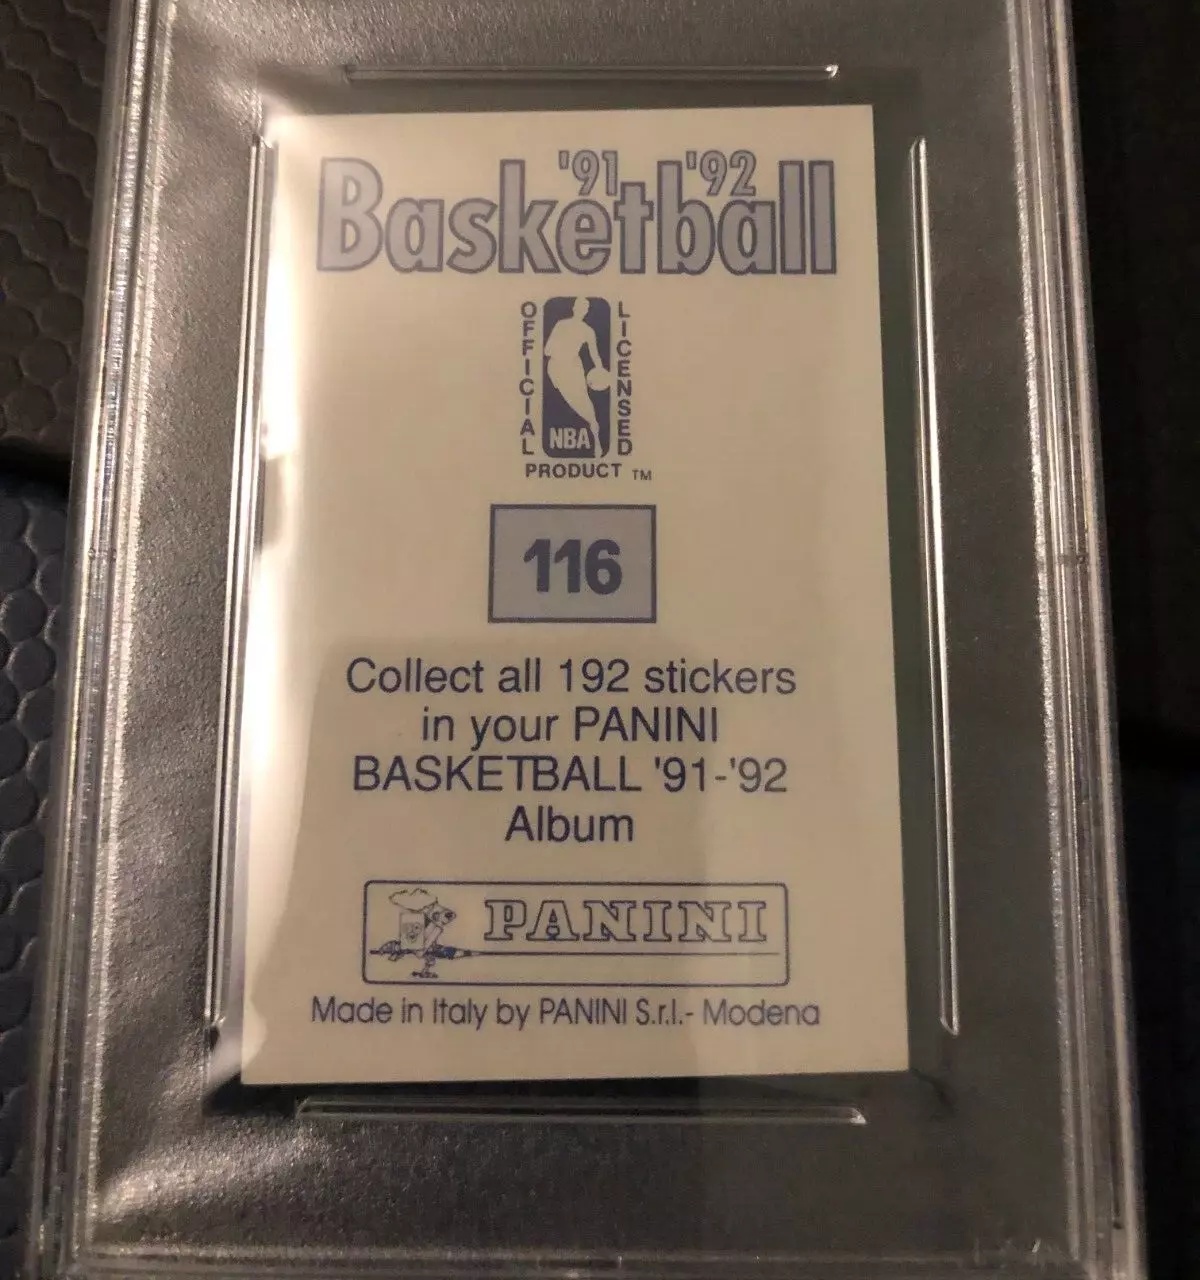 '91 '92
Basketball
OFFICIAL
LICENSED
NBA
PRODUCT TM
116
Collect all 192 stickers
in your PANINI
BASKETBALL '91-'92
Album
PANINI
Made in Italy by PANINI S.r.l.- Modena